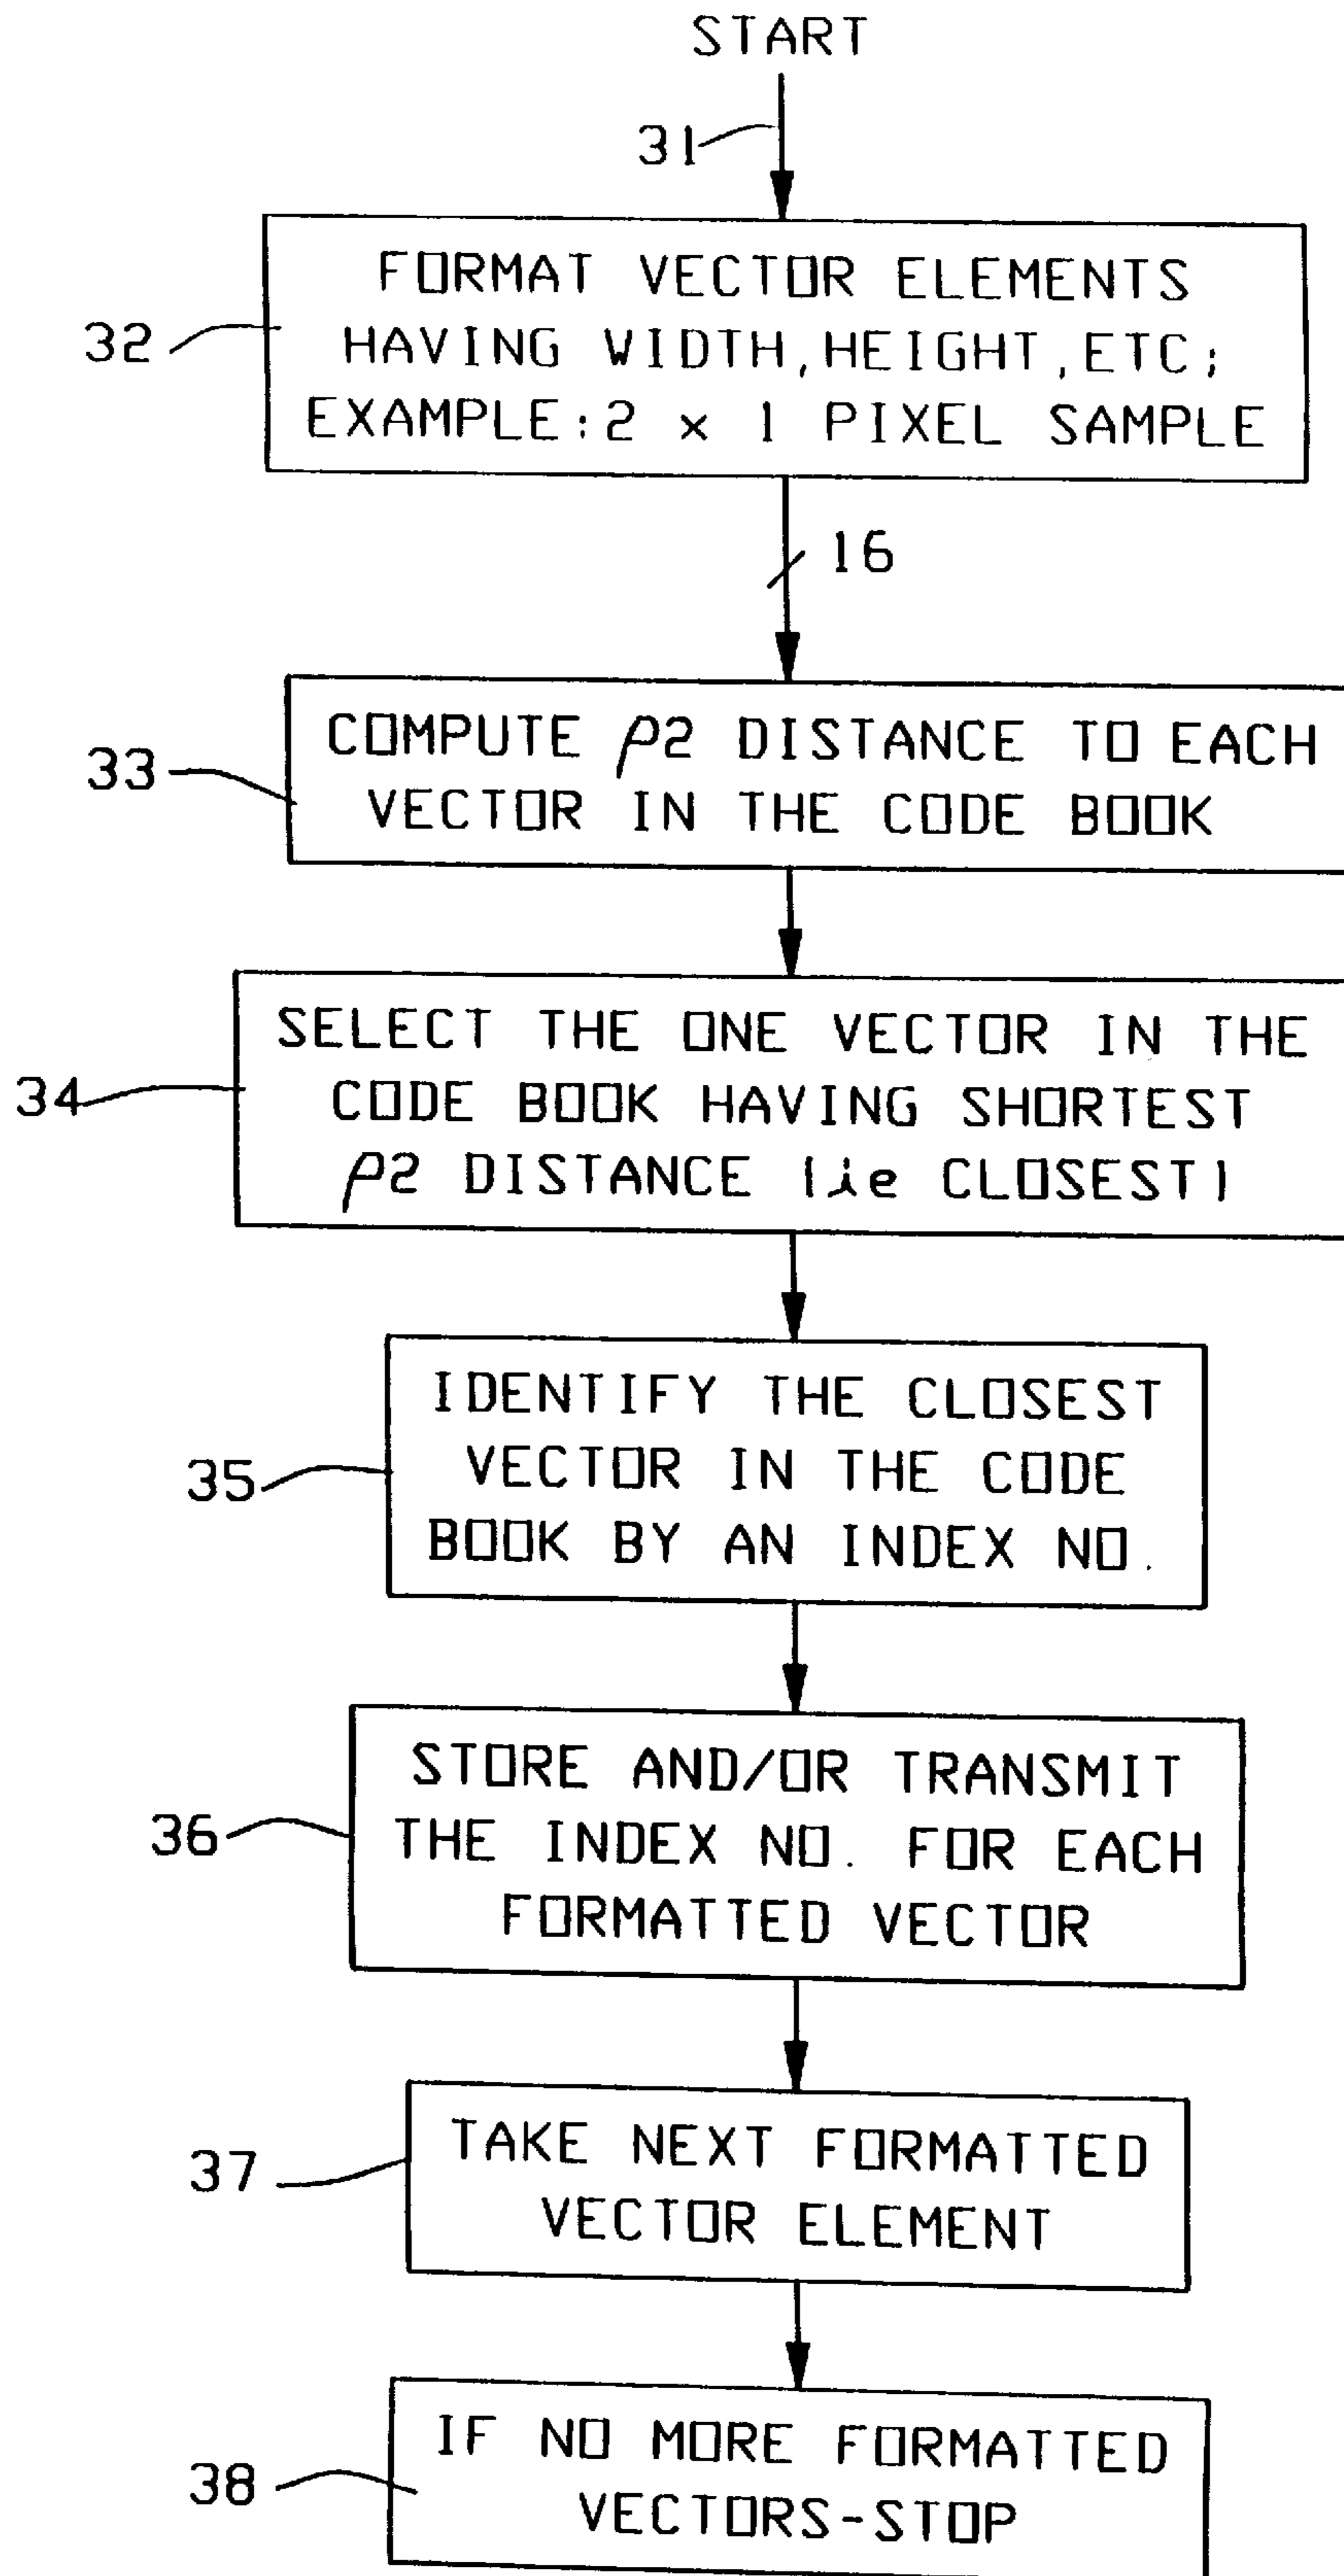 START
31
32
FORMAT VECTOR ELEMENTS
HAVING WIDTH, HEIGHT, ETC;
EXAMPLE: 2 × 1 PIXEL SAMPLE
16
33
COMPUTE ρ2 DISTANCE TO EACH
VECTOR IN THE CODE BOOK
34
SELECT THE ONE VECTOR IN THE
CODE BOOK HAVING SHORTEST
ρ2 DISTANCE (ie CLOSEST)
35
IDENTIFY THE CLOSEST
VECTOR IN THE CODE
BOOK BY AN INDEX NO.
36
STORE AND/OR TRANSMIT
THE INDEX NO. FOR EACH
FORMATTED VECTOR
37
TAKE NEXT FORMATTED
VECTOR ELEMENT
38
IF NO MORE FORMATTED
VECTORS-STOP